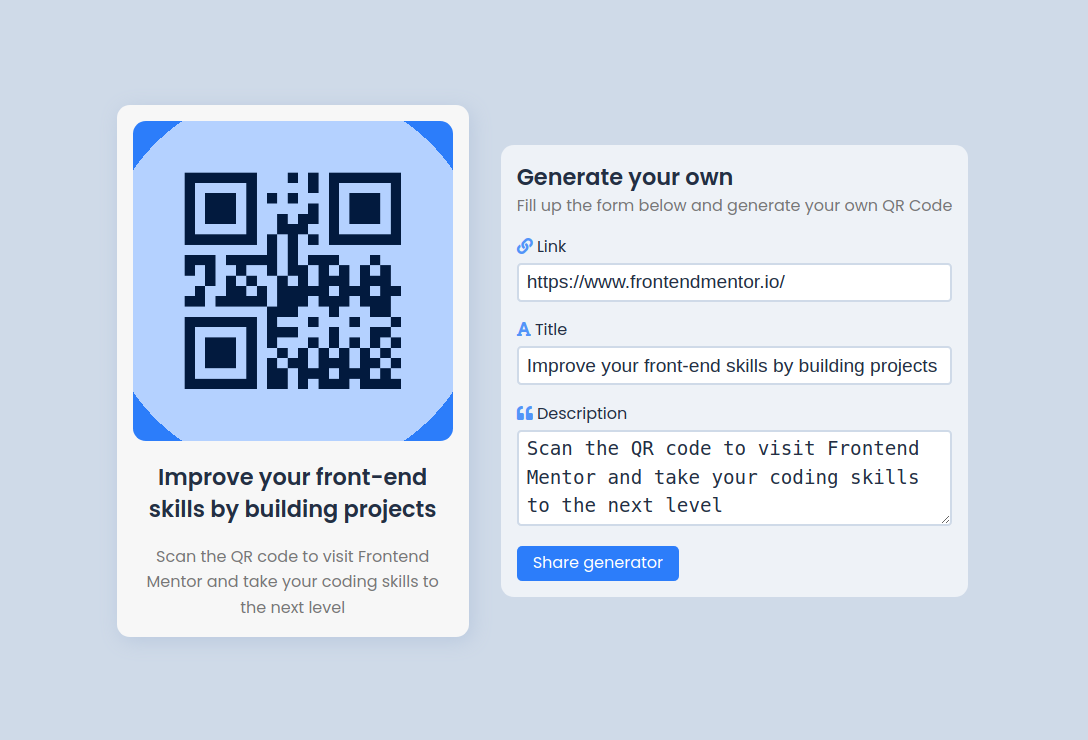 Improve your front-end
skills by building projects
Scan the QR code to visit Frontend
Mentor and take your coding skills to
the next level
Generate your own
Fill up the form below and generate your own QR Code
Link
https://www.frontendmentor.io/
Title
Improve your front-end skills by building projects
Description
Scan the QR code to visit Frontend
Mentor and take your coding skills
to the next level
Share generator